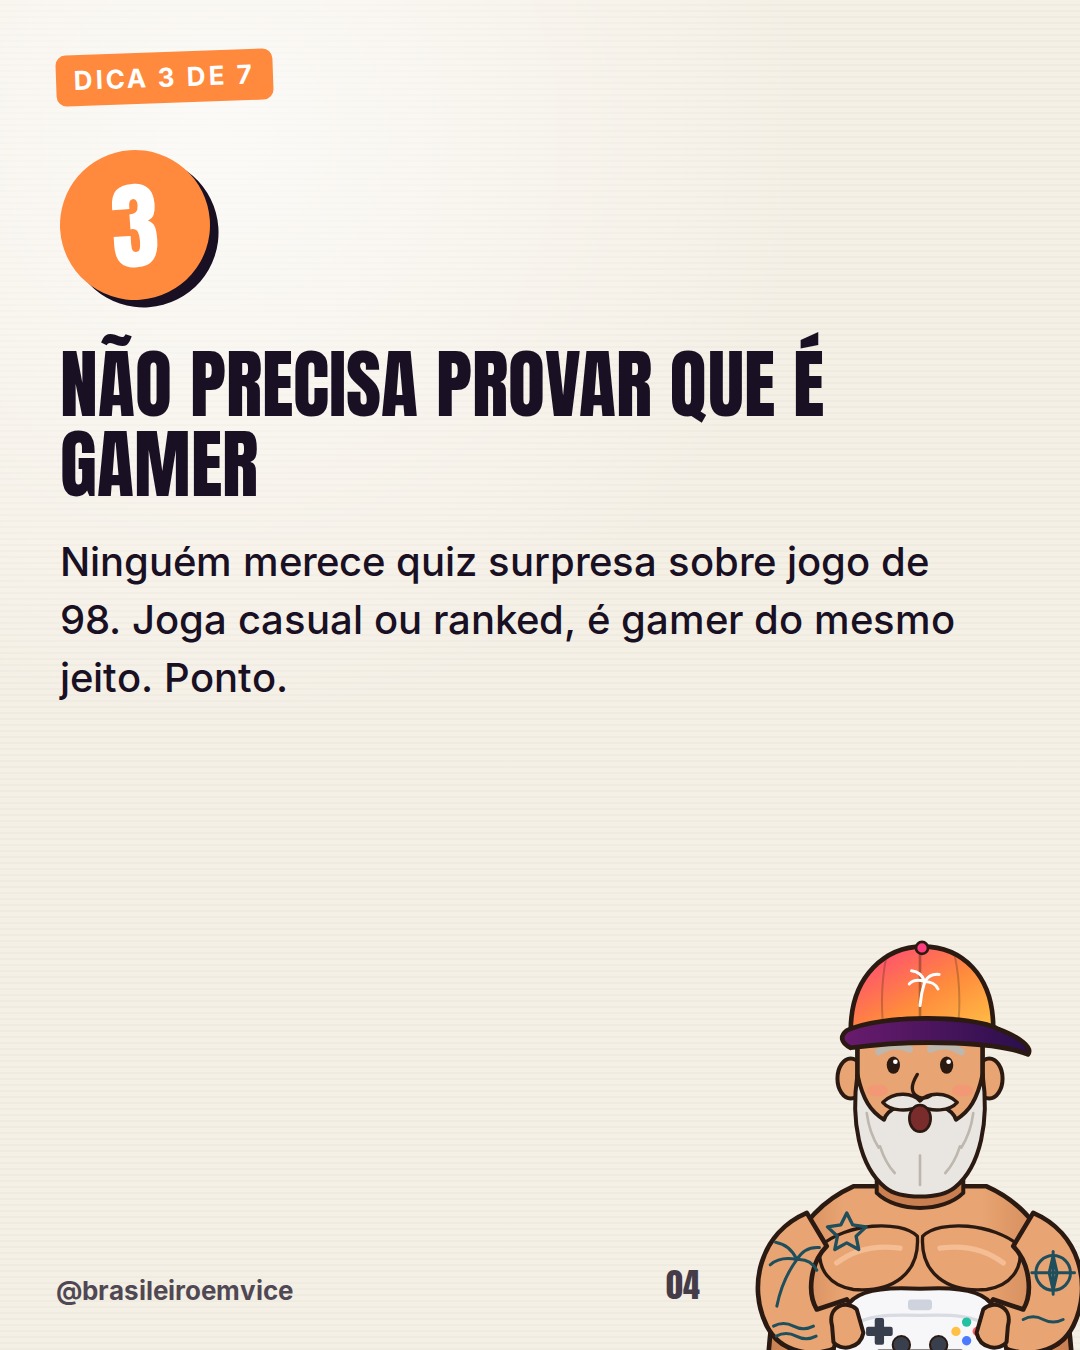 DICA 3 DE 7
3
NÃO PRECISA PROVAR QUE É
GAMER
Ninguém merece quiz surpresa sobre jogo de
98. Joga casual ou ranked, é gamer do mesmo
jeito. Ponto.
@brasileiroemvice
04